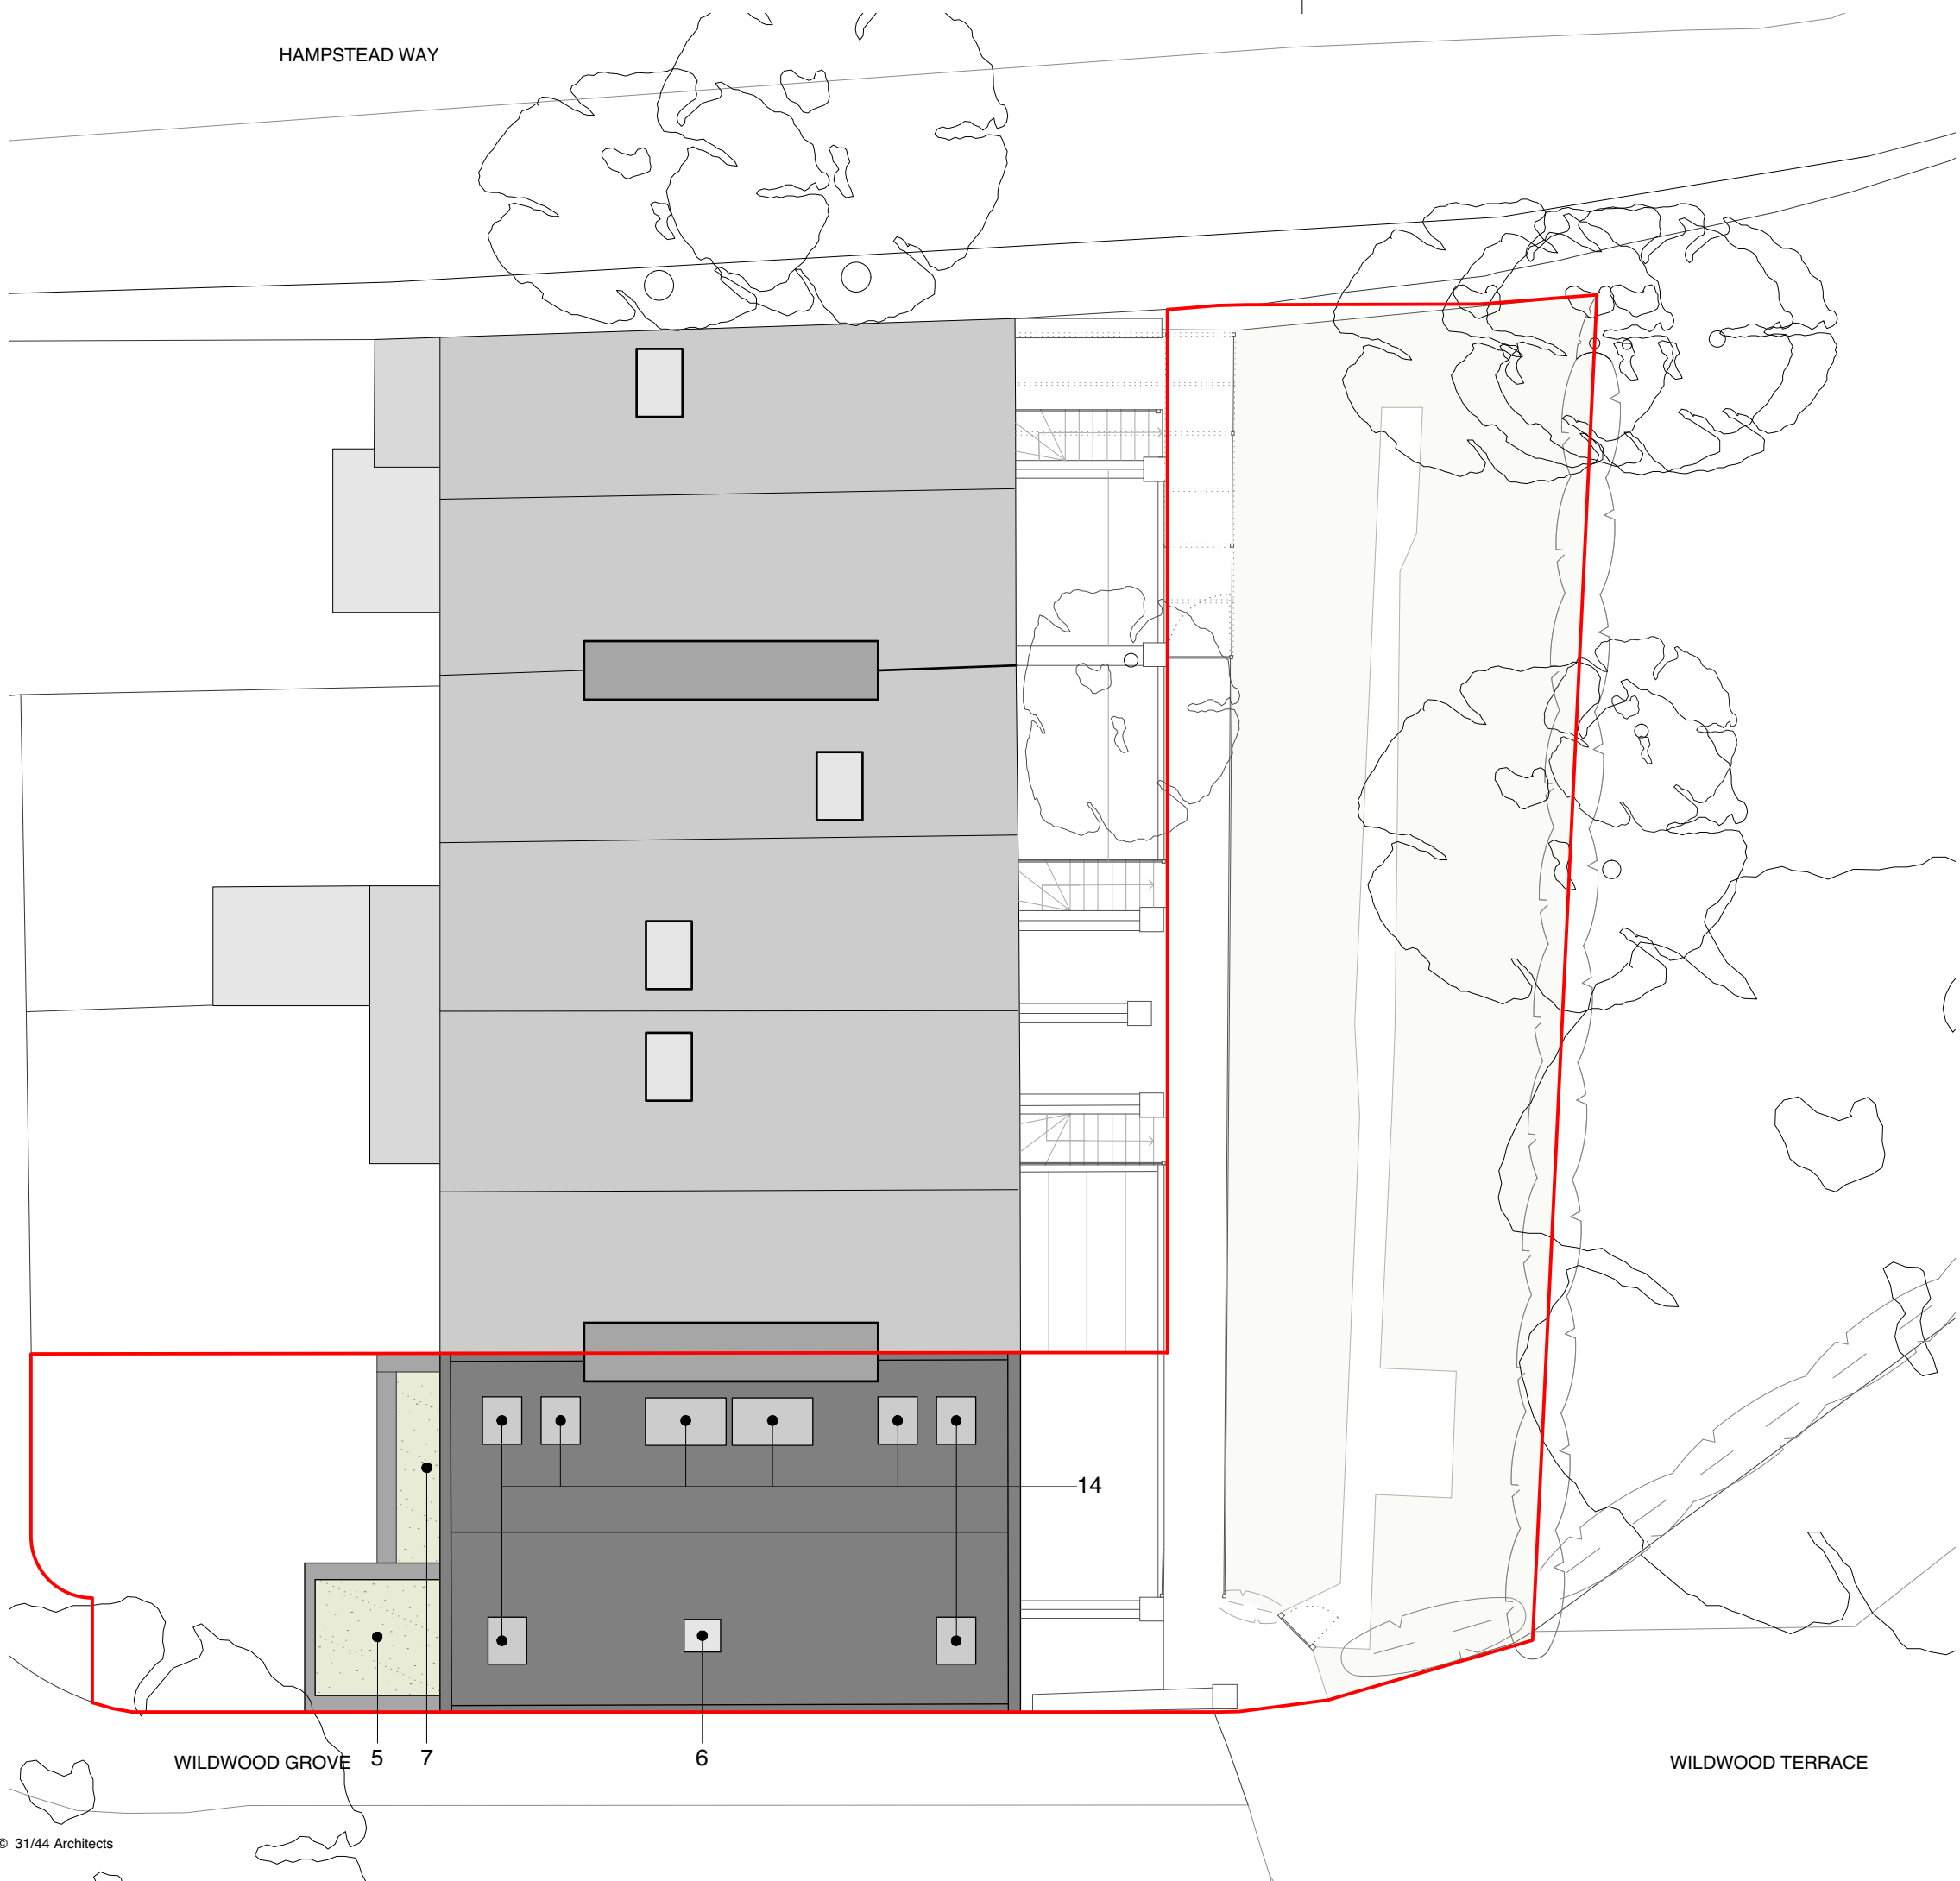 HAMPSTEAD WAY
14
WILDWOOD GROVE
5
7
6
WILDWOOD TERRACE
© 31/44 Architects